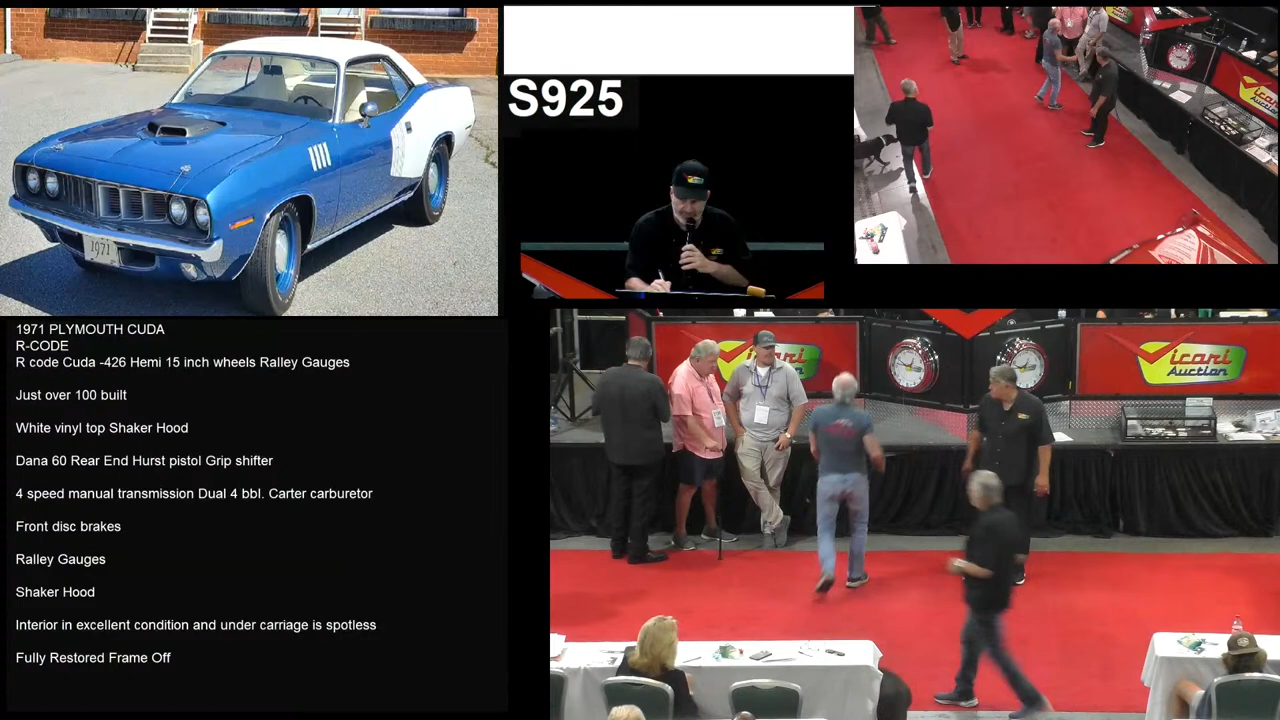 S925
1971
1971 PLYMOUTH CUDA
R-CODE
R code Cuda -426 Hemi 15 inch wheels Ralley Gauges
Just over 100 built
White vinyl top Shaker Hood
Dana 60 Rear End Hurst pistol Grip shifter
4 speed manual transmission Dual 4 bbl. Carter carburetor
Front disc brakes
Ralley Gauges
Shaker Hood
Interior in excellent condition and under carriage is spotless
Fully Restored Frame Off
Vicari
Vicari
Auction
Vicari
Auction